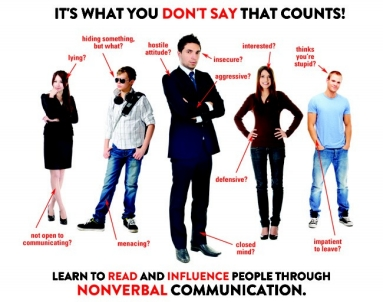 IT'S WHAT YOU DON'T SAY THAT COUNTS!
hiding something,
but what?
hostile
attitude?
insecure?
interested?
thinks
you're
stupid?
lying?
aggressive?
defensive?
not open to
communicating?
menacing?
closed
mind?
impatient
to leave?
LEARN TO READ AND INFLUENCE PEOPLE THROUGH
NONVERBAL COMMUNICATION.